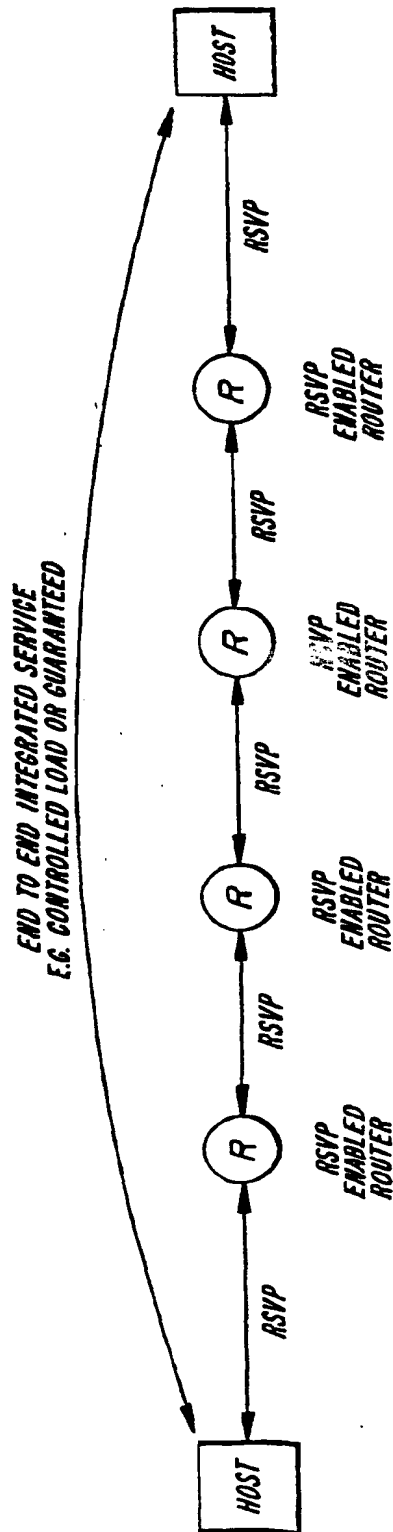 END TO END INTEGRATED SERVICE
E.G. CONTROLLED LOAD OR GUARANTEED
HOST
R
R
R
R
HOST
RSVP
RSVP
RSVP
RSVP
RSVP
RSVP
ENABLED
ROUTER
RSVP
ENABLED
ROUTER
ENABLED
ROUTER
RSVP
ENABLED
ROUTER